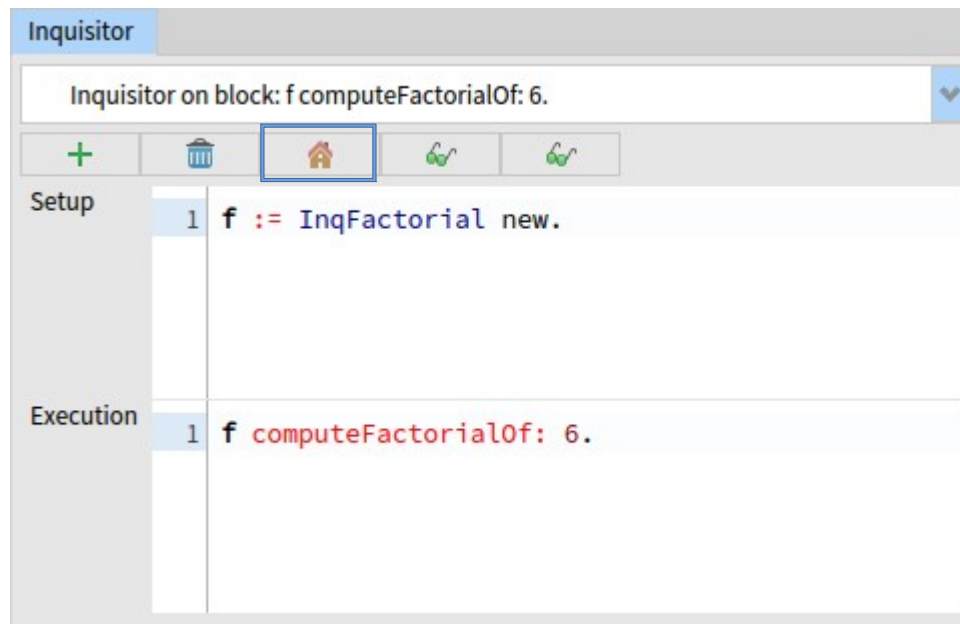 Inquisitor
Inquisitor on block: f computeFactorialOf: 6.
Setup
1 f := InqFactorial new.
Execution
1 f computeFactorialOf: 6.